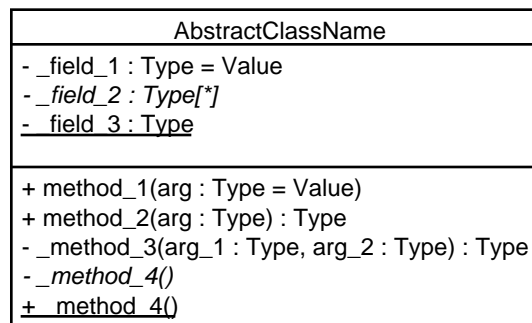 AbstractClassName
- _field_1 : Type = Value
- _field_2 : Type[*]
- _field_3 : Type
+ method_1(arg : Type = Value)
+ method_2(arg : Type) : Type
- _method_3(arg_1 : Type, arg_2 : Type) : Type
- _method_4()
+ _method_4()